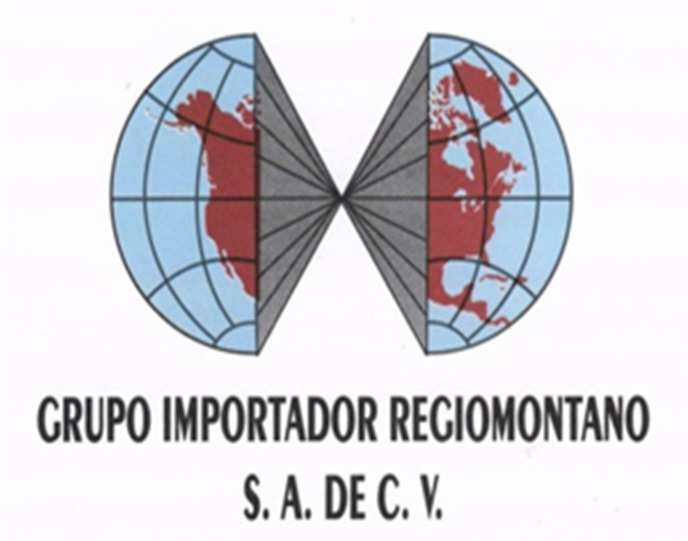 GRUPO IMPORTADOR REGIOMONTANO
S. A. DE C. V.